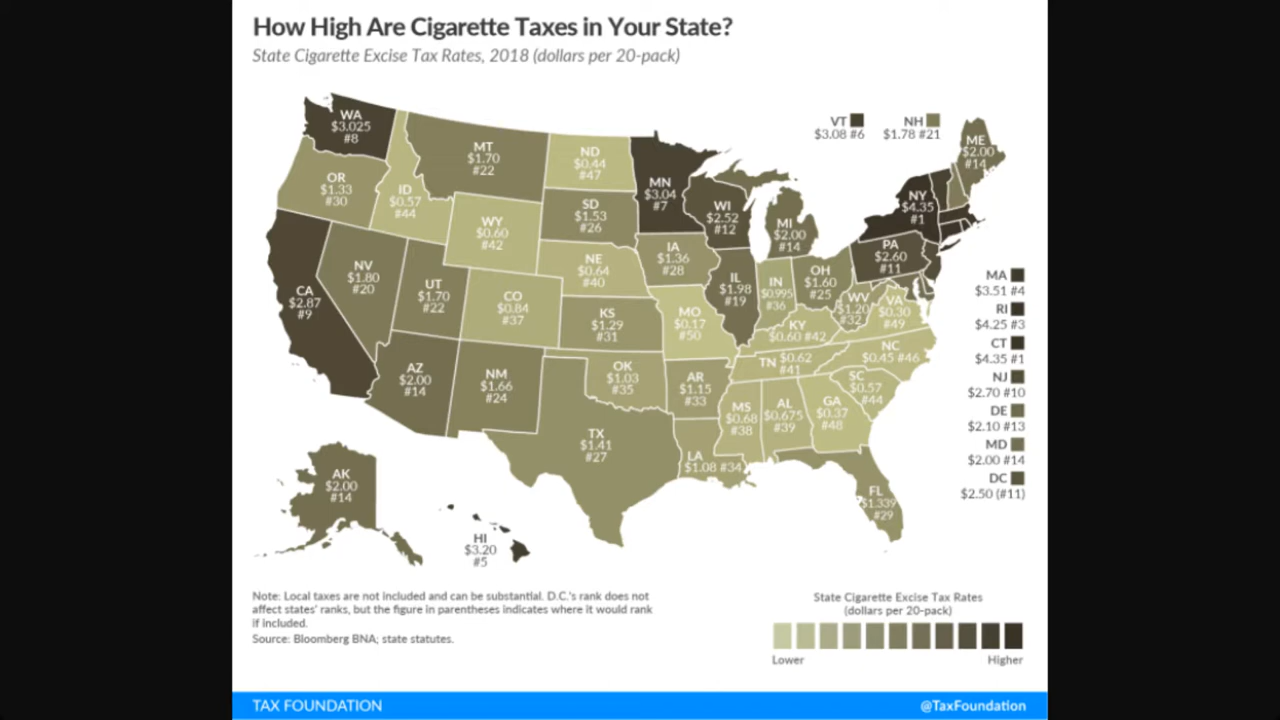 How High Are Cigarette Taxes in Your State?
State Cigarette Excise Tax Rates, 2018 (dollars per 20-pack)
WA
$3.025
#8
MT
$1.70
#22
ND
$0.44
#47
MN
$3.04
#7
VT
$3.08 #6
NH
$1.78 #21
ME
$2.00
#14
OR
$1.33
#30
ID
$0.57
#44
WY
$0.60
#42
SD
$1.53
#26
WI
$2.52
#12
MI
$2.00
#14
NY
$4.35
#1
PA
$2.60
#11
CA
$2.87
#9
NV
$1.80
#20
UT
$1.70
#22
CO
$0.84
#37
NE
$0.64
#40
IA
$1.36
#28
IL
$1.98
#19
IN
$0.995
#36
OH
$1.60
#25
WV
$1.20
#32
VA
$0.30
#49
KS
$1.29
#31
MO
$0.17
#50
KY
$0.60 #42
NC
$0.45 #46
TN $0.62
#41
SC
$0.57
#44
AZ
$2.00
#14
NM
$1.66
#24
OK
$1.03
#35
AR
$1.15
#33
MS
$0.68
#38
AL
$0.675
#39
GA
$0.37
#48
TX
$1.41
#27
LA
$1.08 #34
FL
$1.339
#29
AK
$2.00
#14
HI
$3.20
#5
MA
$3.51 #4
RI
$4.25 #3
CT
$4.35 #1
NJ
$2.70 #10
DE
$2.10 #13
MD
$2.00 #14
DC
$2.50 (#11)
Note: Local taxes are not included and can be substantial. D.C.'s rank does not
affect states' ranks, but the figure in parentheses indicates where it would rank
if included.
Source: Bloomberg BNA; state statutes.
State Cigarette Excise Tax Rates
(dollars per 20-pack)
Lower
Higher
TAX FOUNDATION
@TaxFoundation